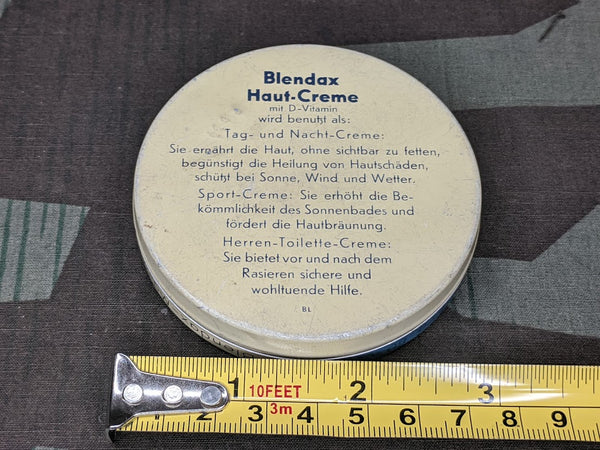 Blendax
Haut-Creme
mit D-Vitamin
wird benutzt als:
Tag- und Nacht-Creme:
Sie ernährt die Haut, ohne sichtbar zu fetten,
begünstigt die Heilung von Hautschäden,
schützt bei Sonne, Wind und Wetter.
Sport-Creme: Sie erhöht die Be-
kömmlichkeit des Sonnenbades und
fördert die Hautbräunung.
Herren-Toilette-Creme:
Sie bietet vor und nach dem
Rasieren sichere und
wohltuende Hilfe.
BL
1 10FEET 2 3
3m 3 4 5 6 7 8 9